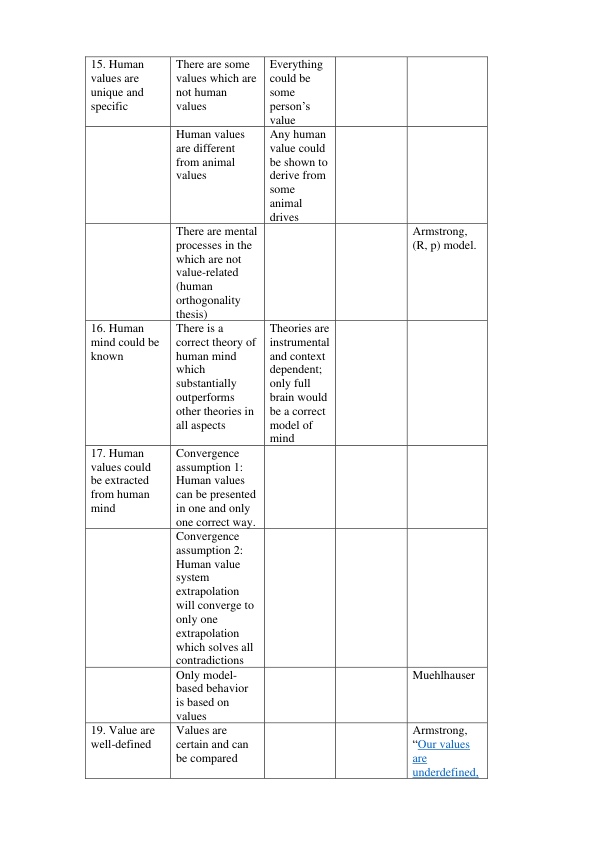 15. Human
values are
unique and
specific
There are some
values which are
not human
values
Everything
could be
some
person’s
value
Human values
are different
from animal
values
Any human
value could
be shown to
derive from
some
animal
drives
There are mental
processes in the
which are not
value-related
(human
orthogonality
thesis)
Armstrong,
(R, p) model.
16. Human
mind could be
known
There is a
correct theory of
human mind
which
substantially
outperforms
other theories in
all aspects
Theories are
instrumental
and context
dependent;
only full
brain would
be a correct
model of
mind
17. Human
values could
be extracted
from human
mind
Convergence
assumption 1:
Human values
can be presented
in one and only
one correct way.
Convergence
assumption 2:
Human value
system
extrapolation
will converge to
only one
extrapolation
which solves all
contradictions
Only model-
based behavior
is based on
values
Muehlhauser
19. Value are
well-defined
Values are
certain and can
be compared
Armstrong,
“Our values
are
underdefined,